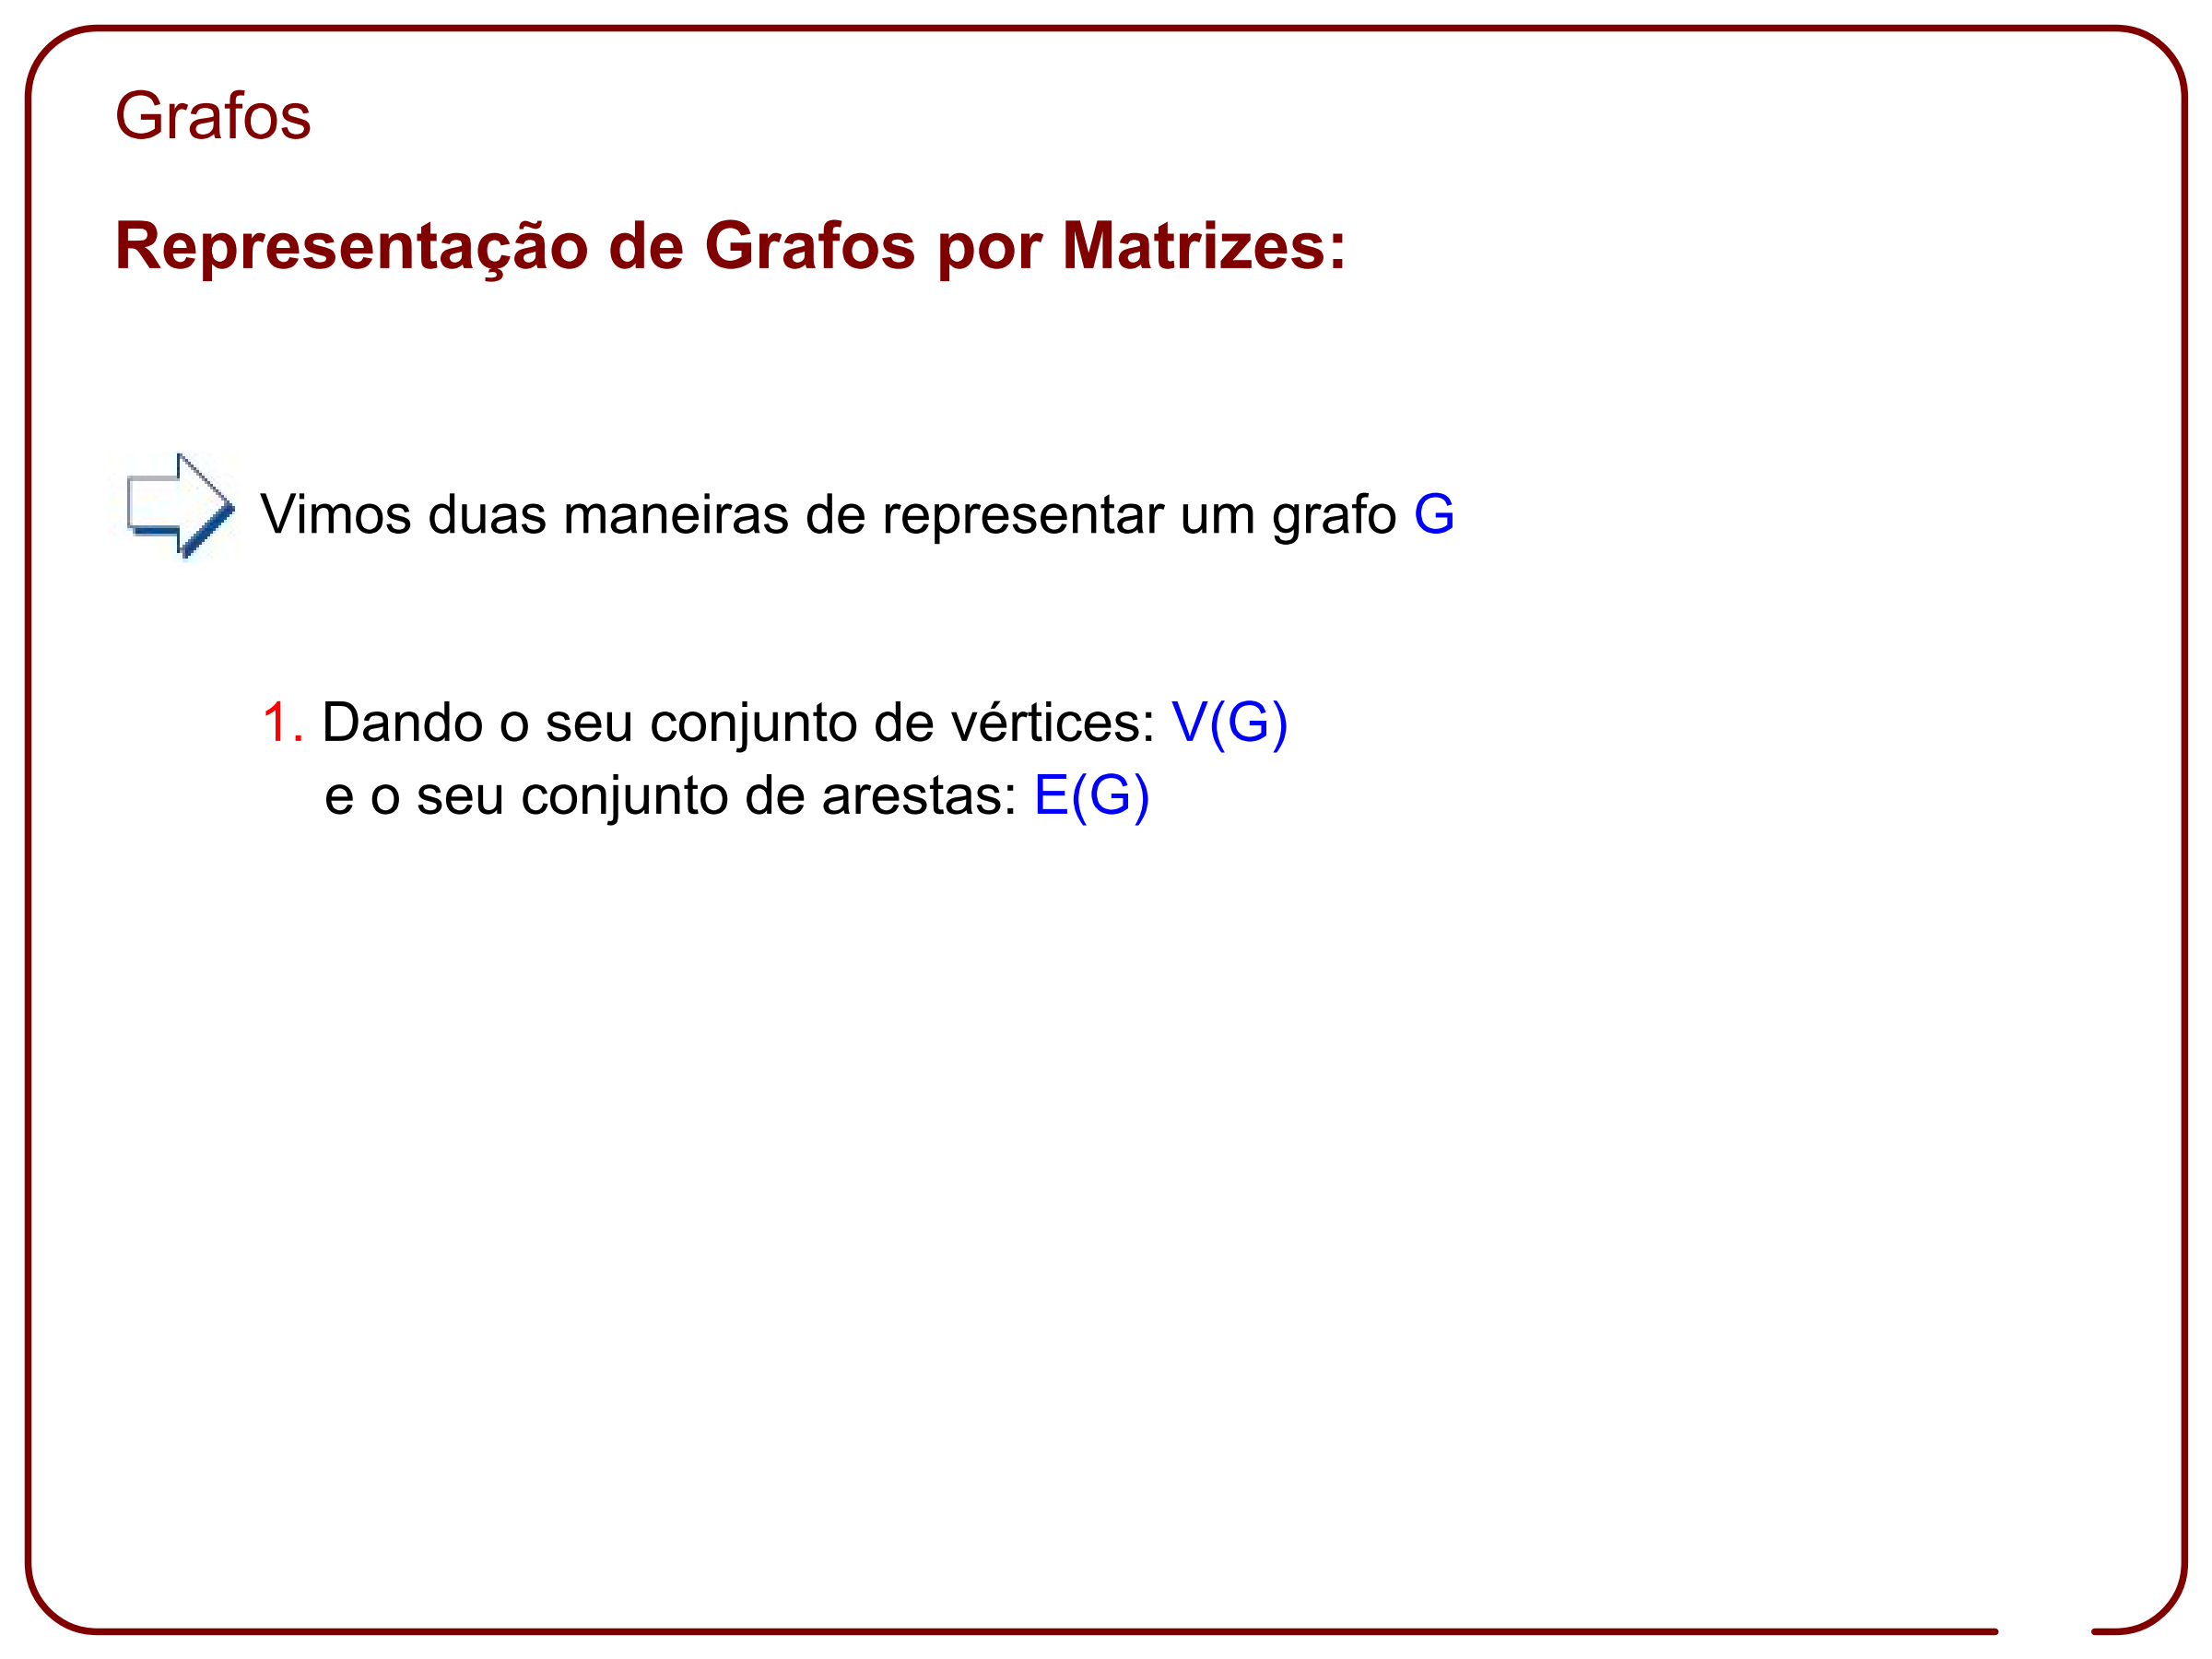 Grafos
Representação de Grafos por Matrizes:
Vimos duas maneiras de representar um grafo G
1. Dando o seu conjunto de vértices: V(G)
e o seu conjunto de arestas: E(G)